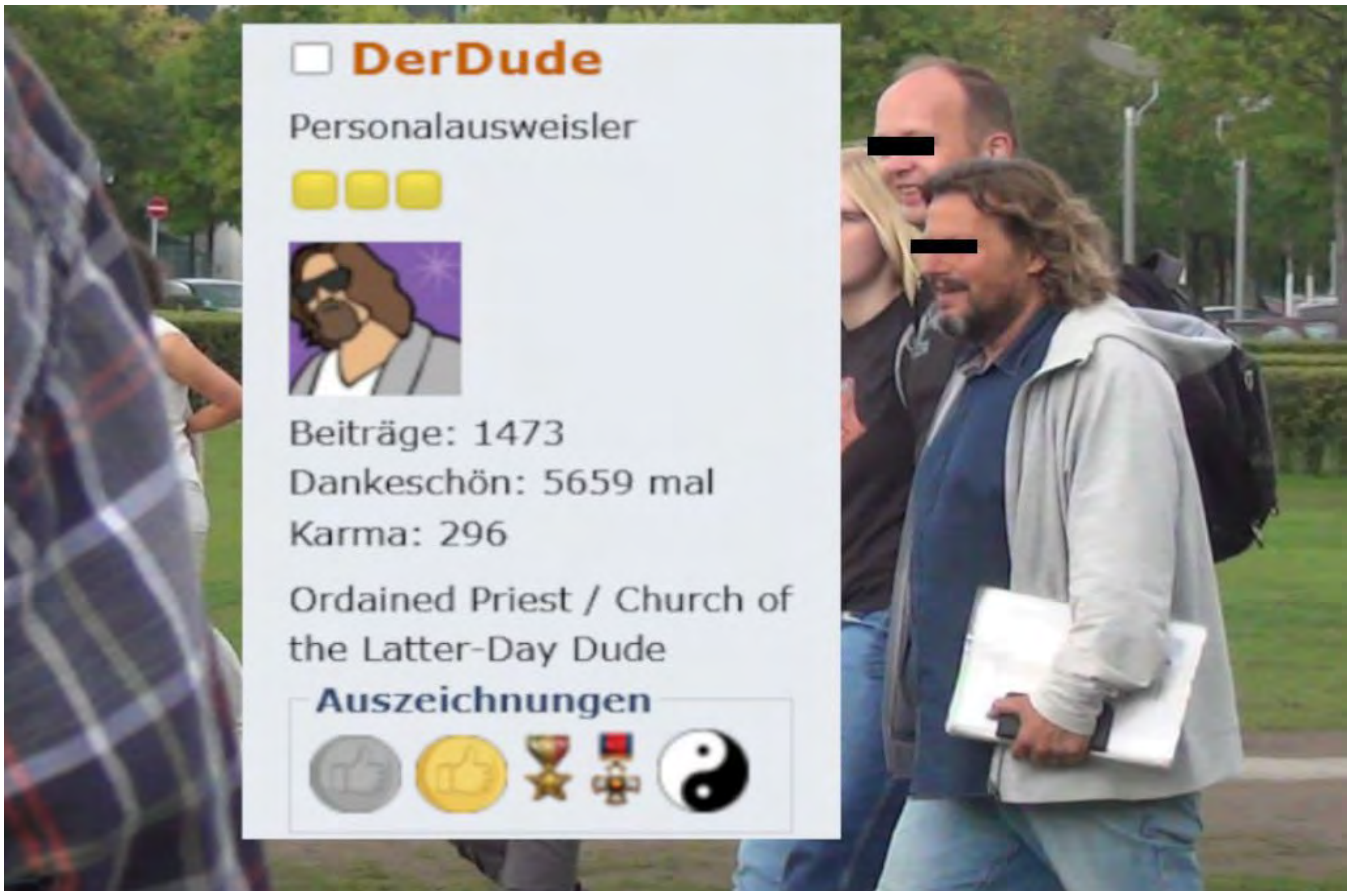 DerDude
Personalausweisler
Beiträge: 1473
Dankeschön: 5659 mal
Karma: 296
Ordained Priest / Church of
the Latter-Day Dude
Auszeichnungen